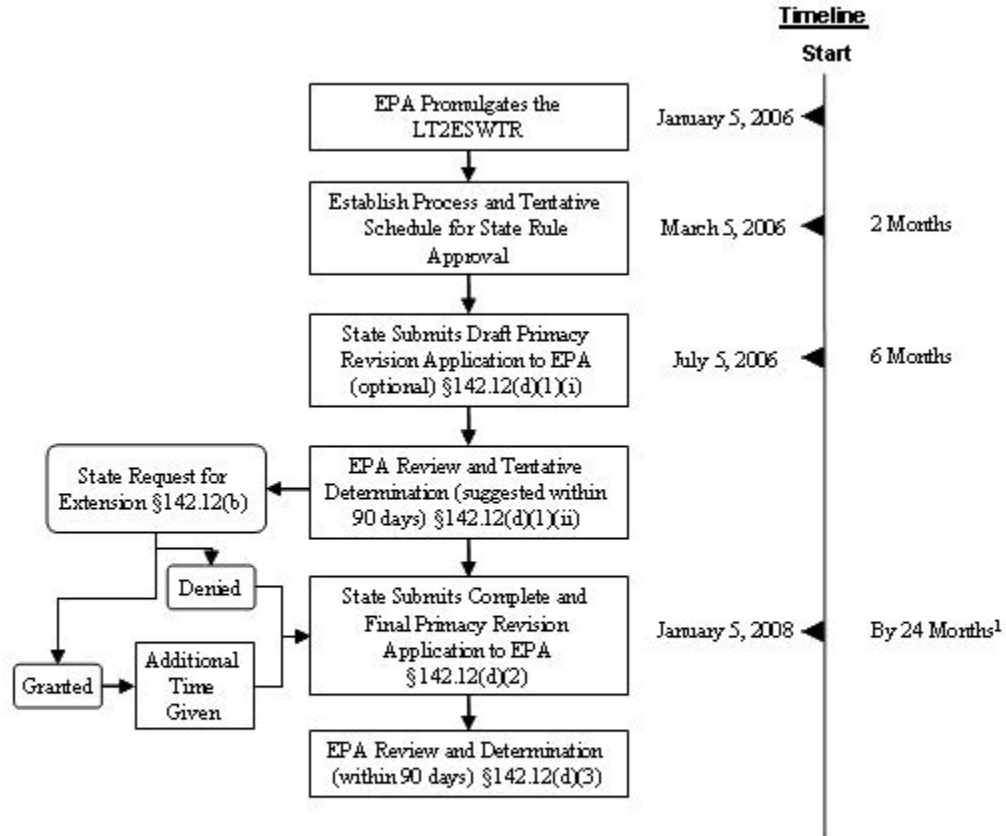 Timeline
Start
EPA Promulgates the
LT2ESWTR
January 5, 2006
Establish Process and Tentative
Schedule for State Rule
Approval
March 5, 2006
2 Months
State Submits Draft Primacy
Revision Application to EPA
(optional) §142.12(d)(1)(i)
July 5, 2006
6 Months
State Request for
Extension §142.12(b)
EPA Review and Tentative
Determination (suggested within
90 days) §142.12(d)(1)(ii)
Denied
State Submits Complete and
Final Primacy Revision
Application to EPA
§142.12(d)(2)
January 5, 2008
By 24 Months1
Granted
Additional
Time
Given
EPA Review and Determination
(within 90 days) §142.12(d)(3)